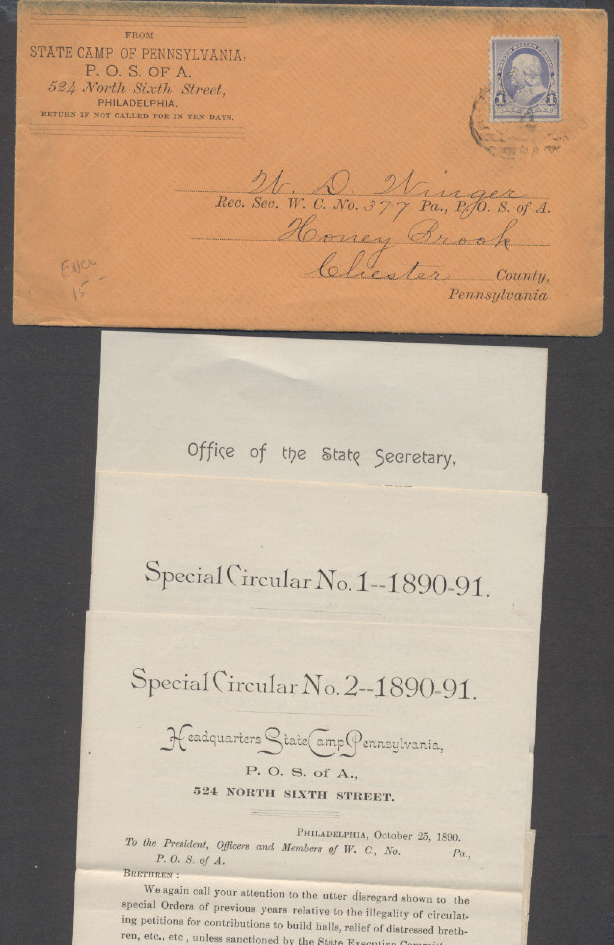 FROM
STATE CAMP OF PENNSYLVANIA,
P. O. S. OF A.
524 North Sixth Street,
PHILADELPHIA.
RETURN IF NOT CALLED FOR IN TEN DAYS.
1 1
W. D. Winger
Rec. Sec. W. C. No. 377 Pa., P. O. S. of A.
Honey Brook
Chester County,
Pennsylvania
ENCL
15-
Office of the State Secretary,
Special Circular No. 1--1890-91.
Special Circular No. 2--1890-91.
Headquarters State Camp Pennsylvania,
P. O. S. of A.,
524 NORTH SIXTH STREET.
PHILADELPHIA, October 25, 1890.
To the President, Officers and Members of W. C., No. Pa.,
P. O. S. of A.
BRETHREN :
We again call your attention to the utter disregard shown to the
special Orders of previous years relative to the illegality of circulat-
ing petitions for contributions to build halls, relief of distressed breth-
ren, etc., etc , unless sanctioned by the State Executive